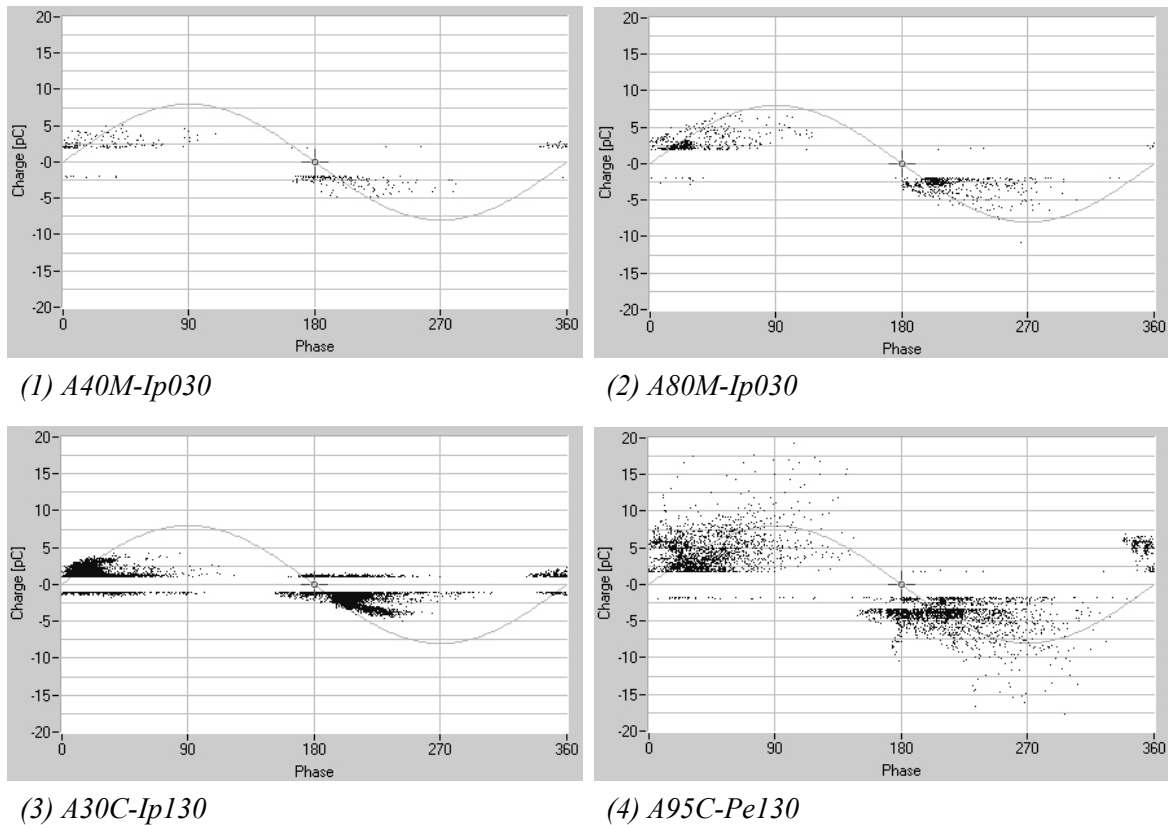 20
15
10
5
-0
-5
-10
-15
-20
Charge [pC]
0 90 180 270 360
Phase
(1) A40M-Ip030
20
15
10
5
-0
-5
-10
-15
-20
Charge [pC]
0 90 180 270 360
Phase
(2) A80M-Ip030
20
15
10
5
-0
-5
-10
-15
-20
Charge [pC]
0 90 180 270 360
Phase
(3) A30C-Ip130
20
15
10
5
-0
-5
-10
-15
-20
Charge [pC]
0 90 180 270 360
Phase
(4) A95C-Pe130